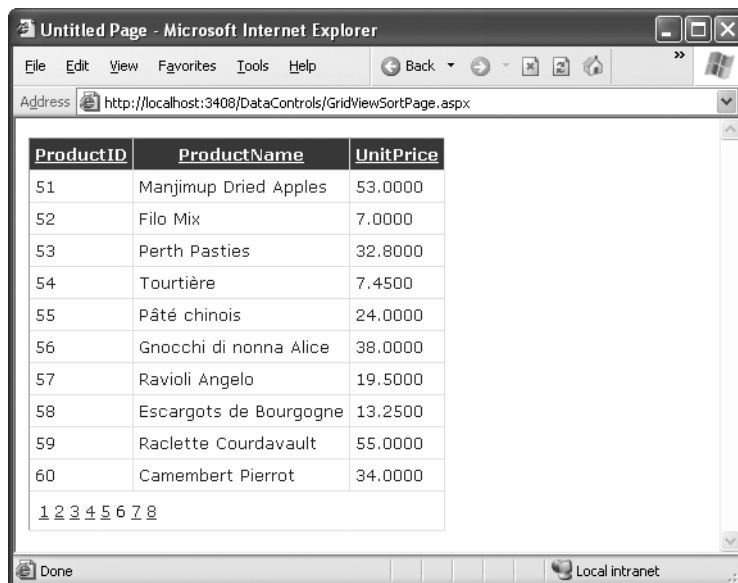 Untitled Page - Microsoft Internet Explorer
File Edit View Favorites Tools Help Back »
Address http://localhost:3408/DataControls/GridViewSortPage.aspx
ProductID ProductName UnitPrice
51 Manjimup Dried Apples 53.0000
52 Filo Mix 7.0000
53 Perth Pasties 32.8000
54 Tourtière 7.4500
55 Pâté chinois 24.0000
56 Gnocchi di nonna Alice 38.0000
57 Ravioli Angelo 19.5000
58 Escargots de Bourgogne 13.2500
59 Raclette Courdavault 55.0000
60 Camembert Pierrot 34.0000
1 2 3 4 5 6 7 8
Done Local intranet